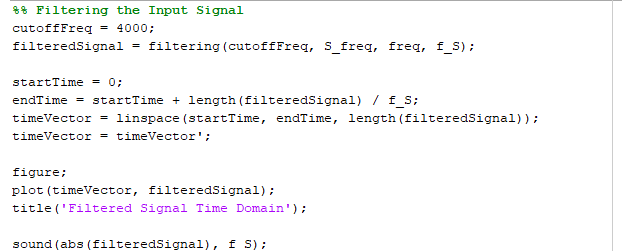 %% Filtering the Input Signal
cutoffFreq = 4000;
filteredSignal = filtering(cutoffFreq, S_freq, freq, f_S);
startTime = 0;
endTime = startTime + length(filteredSignal) / f_S;
timeVector = linspace(startTime, endTime, length(filteredSignal));
timeVector = timeVector';
figure;
plot(timeVector, filteredSignal);
title('Filtered Signal Time Domain');
sound(abs(filteredSignal), f_S);